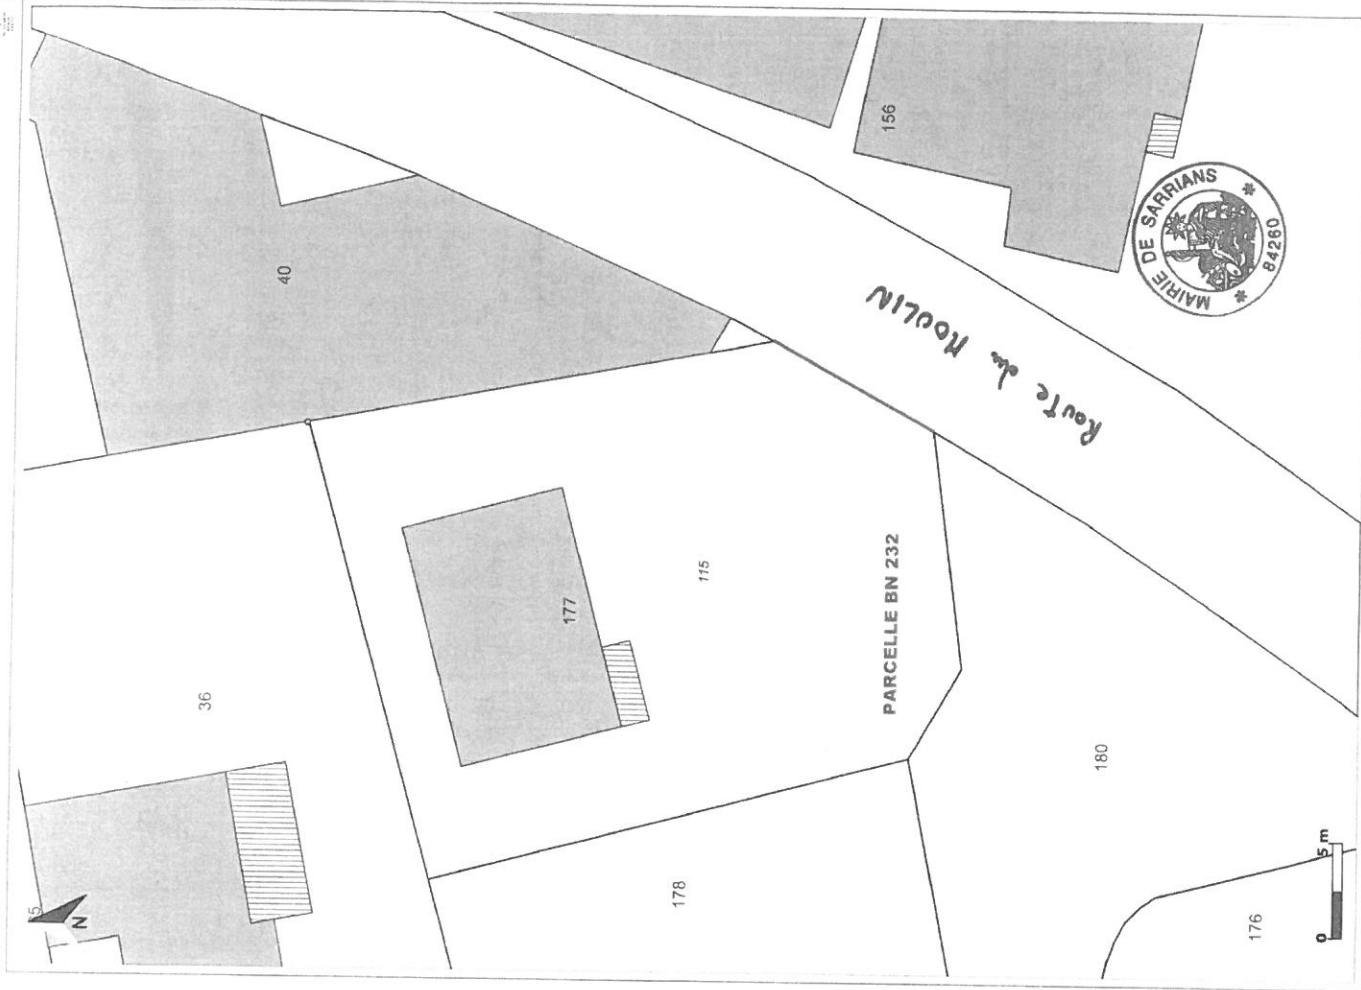 156
40
36
177
115
PARCELLE BN 232
178
180
176
Route du MOULIN
MAIRIE DE SARRIANS
* 84260 *
N
0 5 m